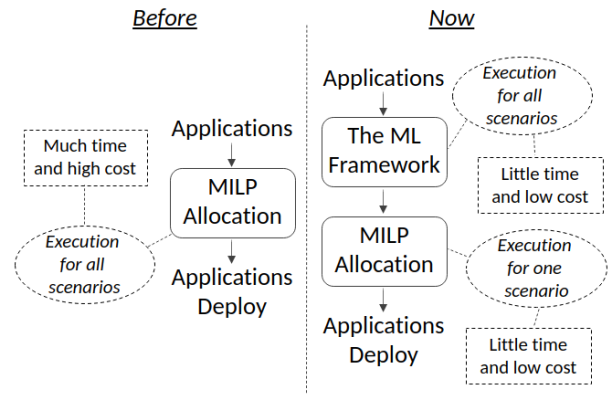 Before
Applications
Much time
and high cost
MILP
Allocation
Execution
for all
scenarios
Applications
Deploy
Now
Applications
Execution
for all
scenarios
The ML
Framework
Little time
and low cost
MILP
Allocation
Execution
for one
scenario
Applications
Deploy
Little time
and low cost